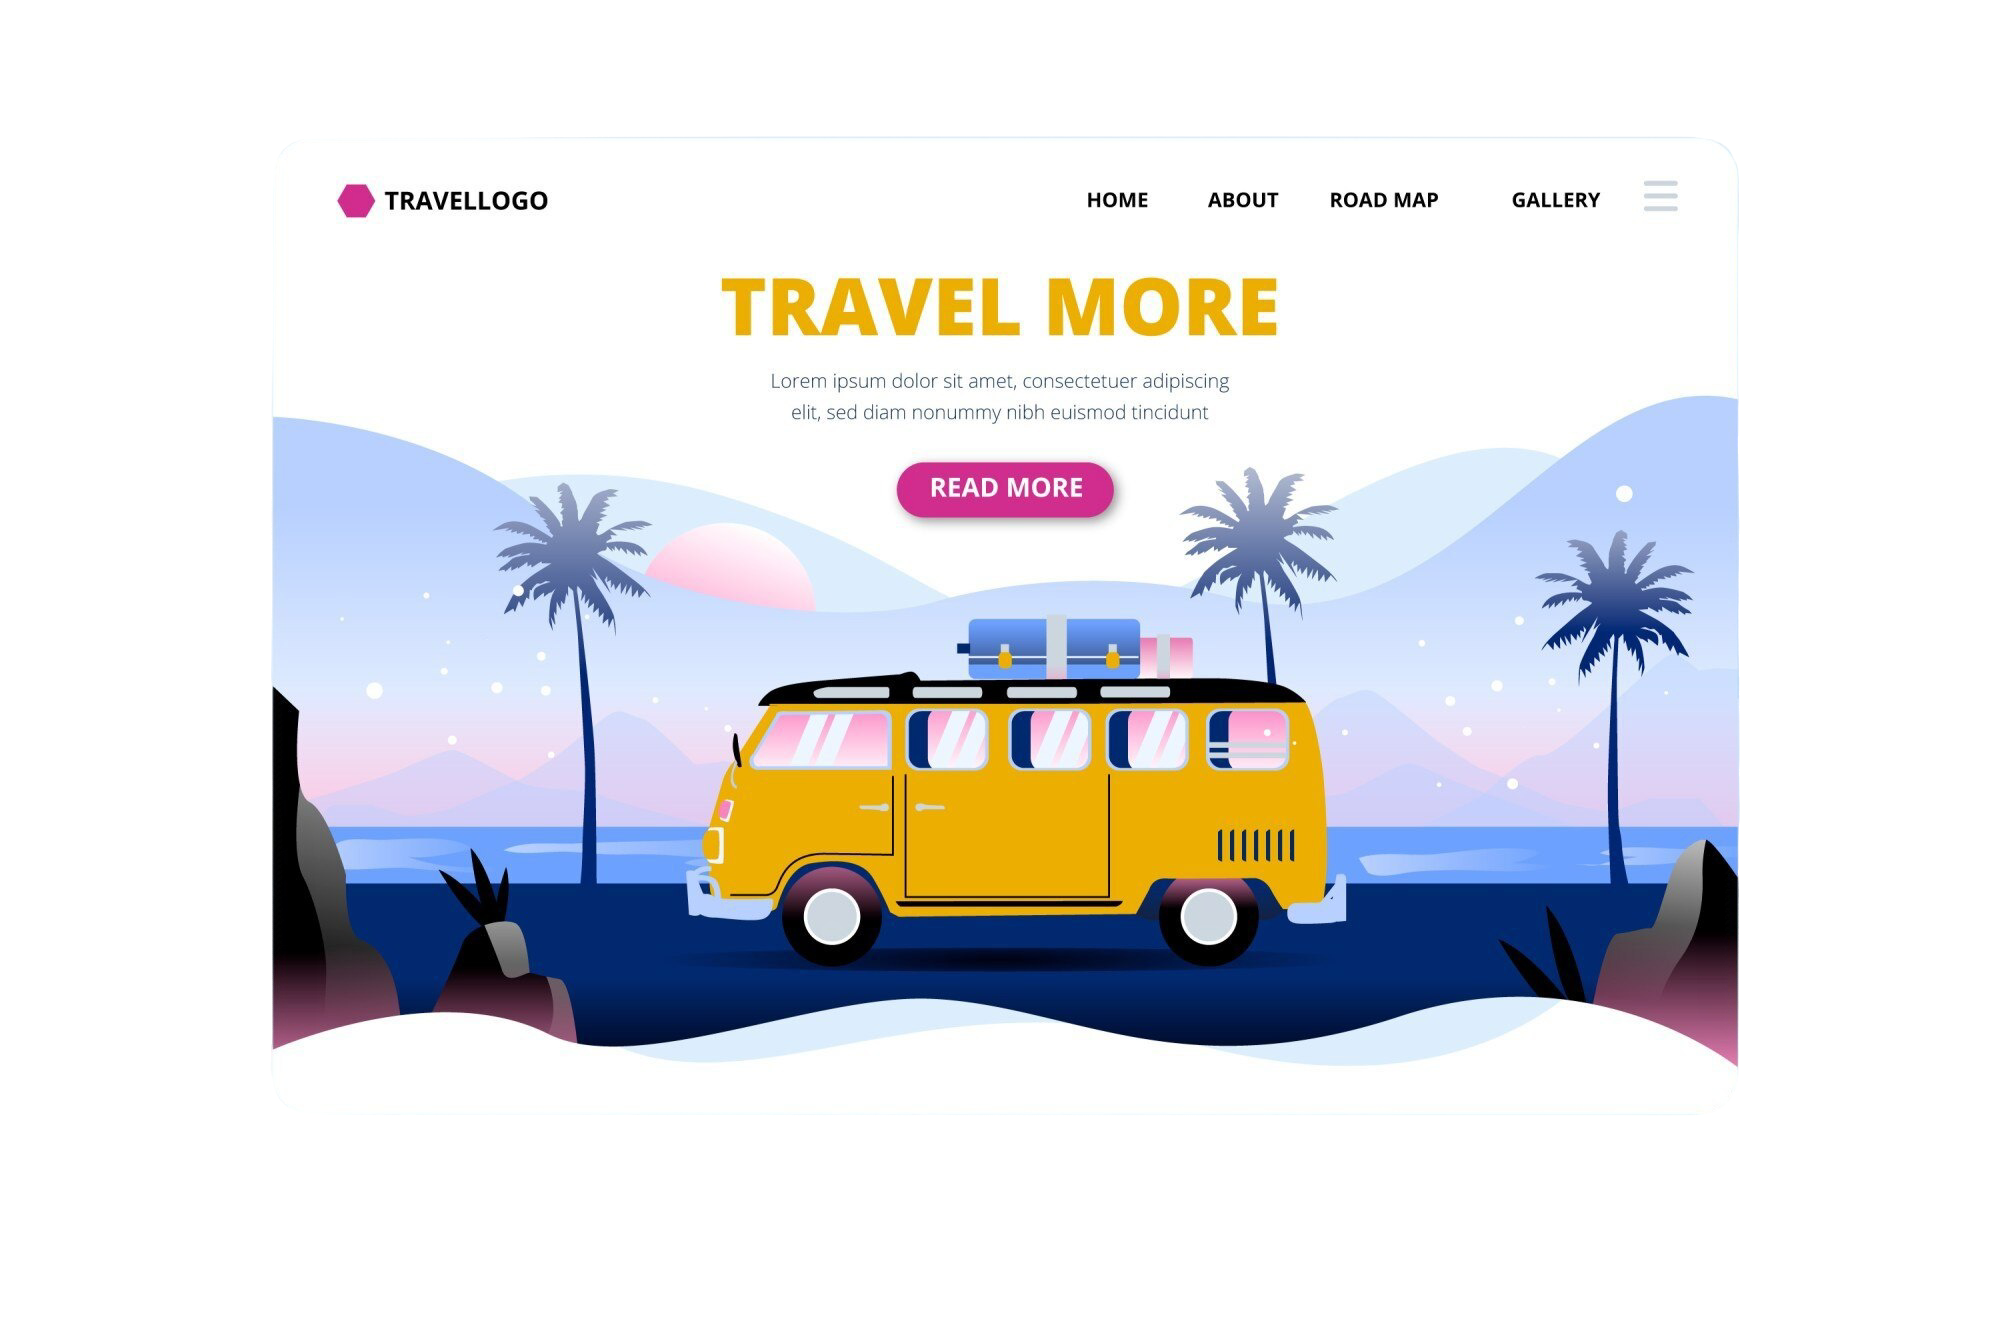 TRAVELLOGO
HOME ABOUT ROAD MAP GALLERY
TRAVEL MORE
Lorem ipsum dolor sit amet, consectetuer adipiscing
elit, sed diam nonummy nibh euismod tincidunt
READ MORE